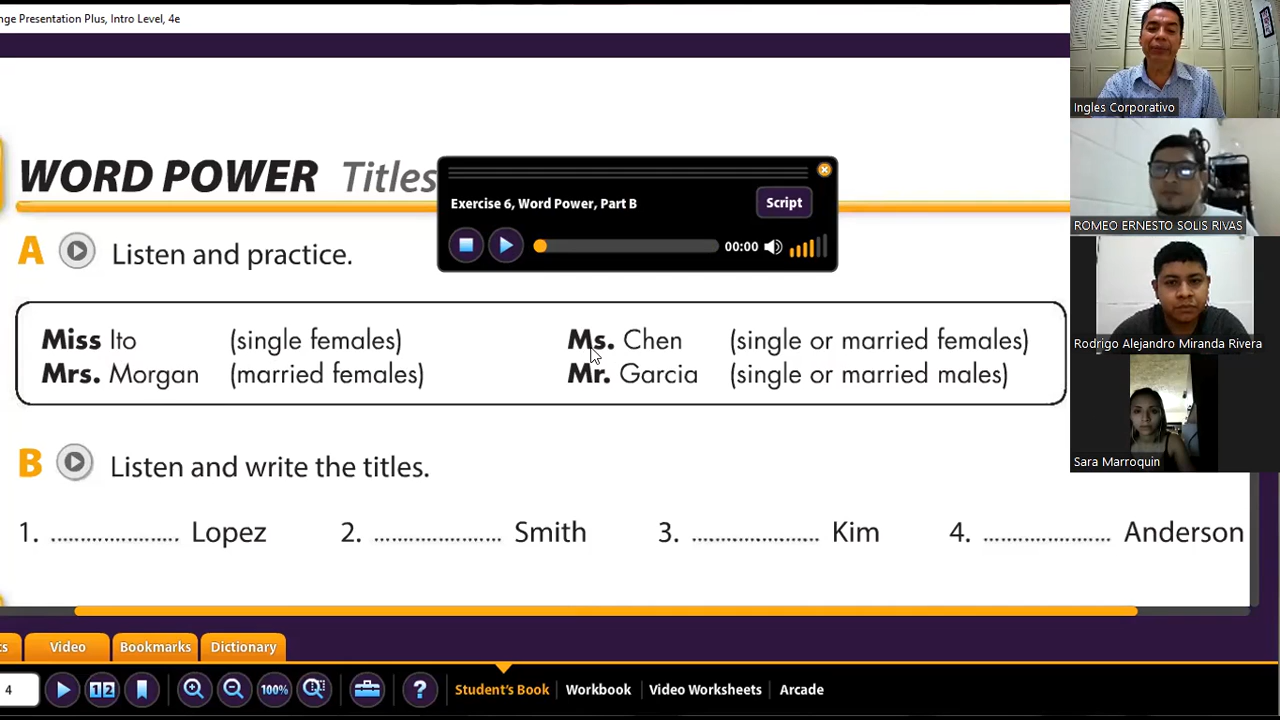 nge Presentation Plus, Intro Level, 4e
WORD POWER Titles
Exercise 6, Word Power, Part B
Script
00:00
A Listen and practice.
Miss Ito (single females) Ms. Chen (single or married females)
Mrs. Morgan (married females) Mr. Garcia (single or married males)
B Listen and write the titles.
1. ...................... Lopez 2. ...................... Smith 3. ...................... Kim 4. ...................... Anderson
Ingles Corporativo
ROMEO ERNESTO SOLIS RIVAS
Rodrigo Alejandro Miranda Rivera
Sara Marroquin
ts Video Bookmarks Dictionary
4 1 2 100% ? Student's Book Workbook Video Worksheets Arcade